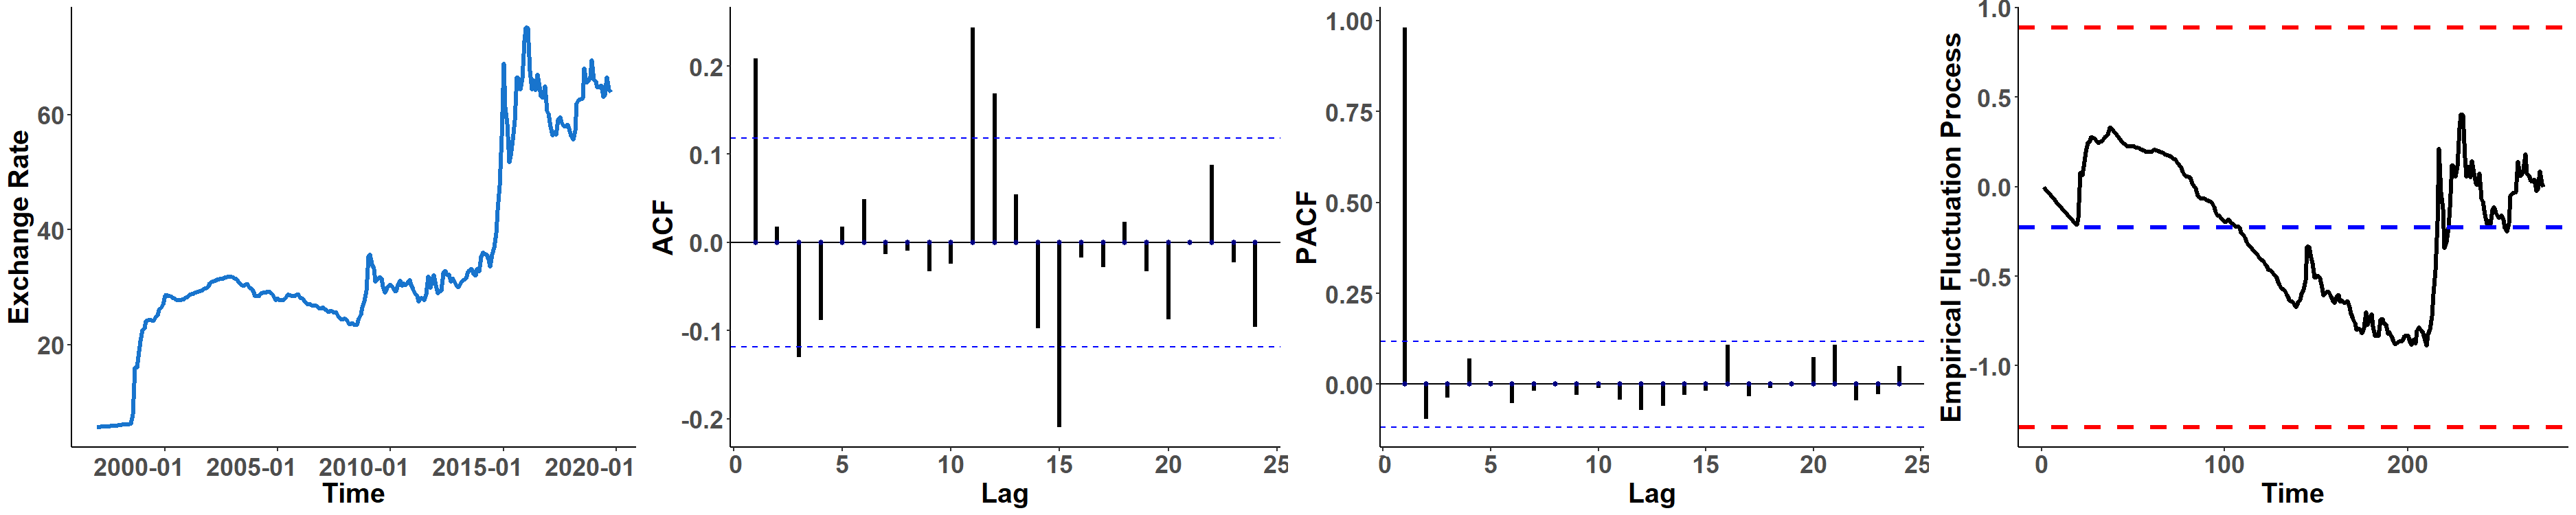 Exchange Rate
60
40
20
2000-01 2005-01 2010-01 2015-01 2020-01
Time
ACF
0.2
0.1
0.0
-0.1
-0.2
0 5 10 15 20 25
Lag
PACF
1.00
0.75
0.50
0.25
0.00
0 5 10 15 20 25
Lag
Empirical Fluctuation Process
1.0
0.5
0.0
-0.5
-1.0
0 100 200
Time